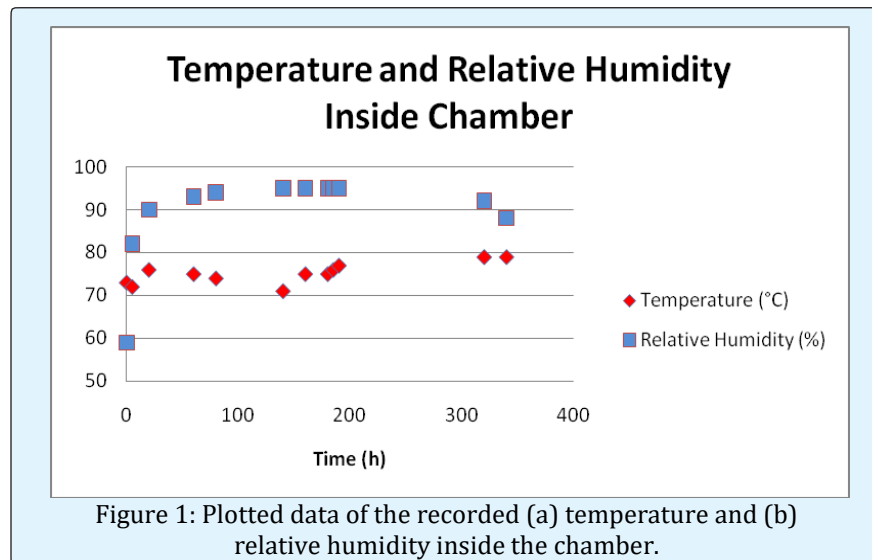 Temperature and Relative Humidity
Inside Chamber
100
90
80
70
60
50
0
100
200
300
400
Time (h)
Temperature (°C)
Relative Humidity (%)
Figure 1: Plotted data of the recorded (a) temperature and (b)
relative humidity inside the chamber.